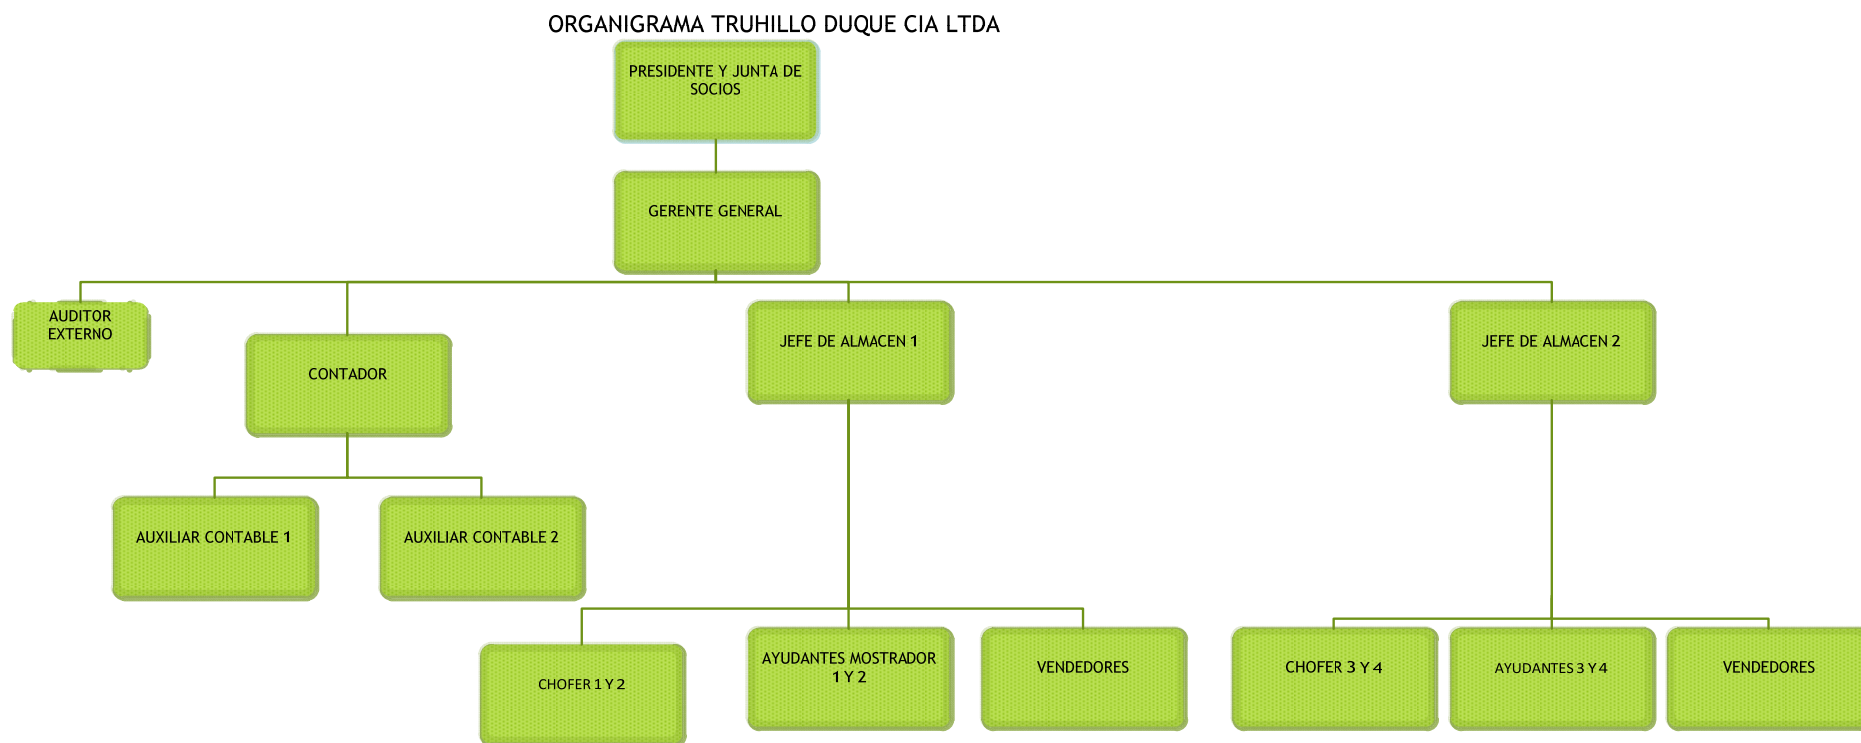 ORGANIGRAMA TRUHILLO DUQUE CIA LTDA
PRESIDENTE Y JUNTA DE
SOCIOS
GERENTE GENERAL
AUDITOR
EXTERNO
CONTADOR
JEFE DE ALMACEN 1
JEFE DE ALMACEN 2
AUXILIAR CONTABLE 1
AUXILIAR CONTABLE 2
CHOFER 1 Y 2
AYUDANTES MOSTRADOR
1 Y 2
VENDEDORES
CHOFER 3 Y 4
AYUDANTES 3 Y 4
VENDEDORES